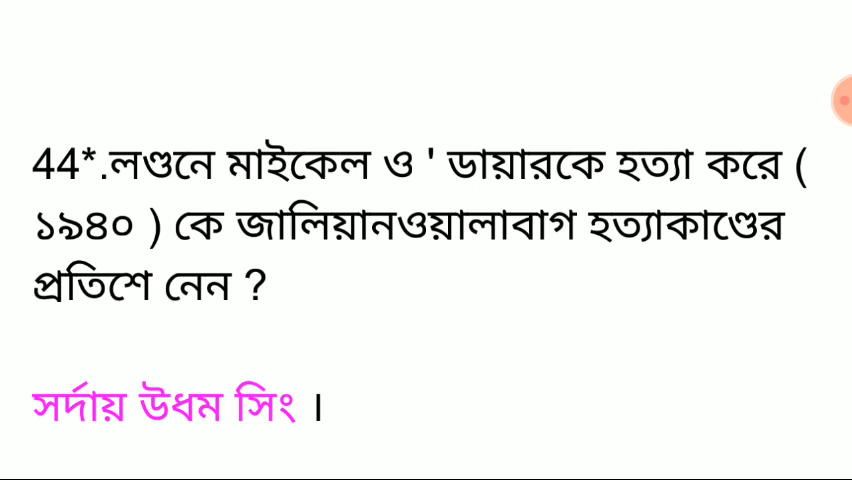 44*.লণ্ডনে মাইকেল ও ' ডায়ারকে হত্যা করে (
১৯৪০ ) কে জালিয়ানওয়ালাবাগ হত্যাকাণ্ডের
প্রতিশে নেন ?
সর্দায় উধম সিং ।